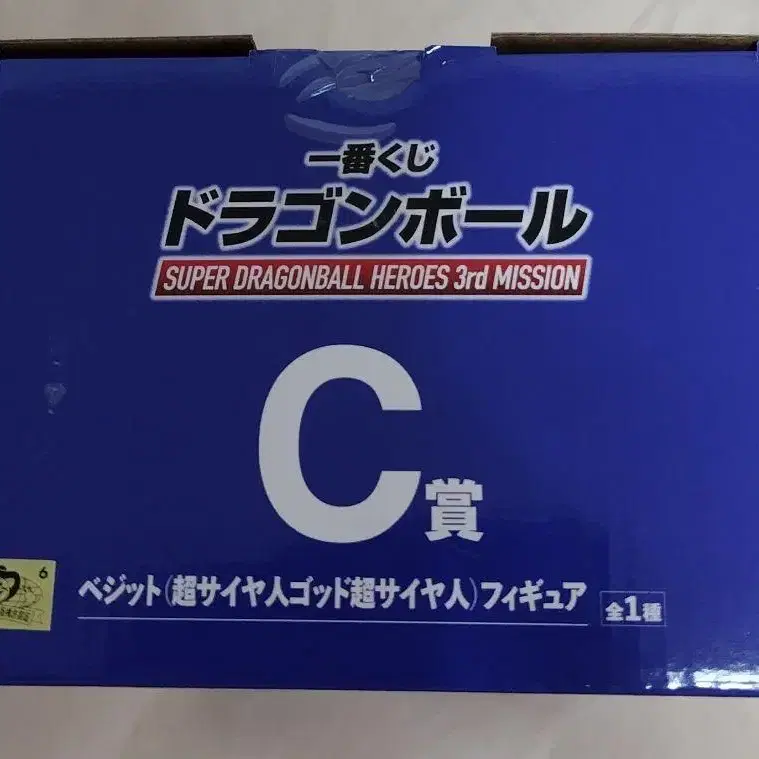 一番くじ
ドラゴンボール
SUPER DRAGONBALL HEROES 3rd MISSION
C賞
ベジット(超サイヤ人ゴッド超サイヤ人)フィギュア
全1種
6